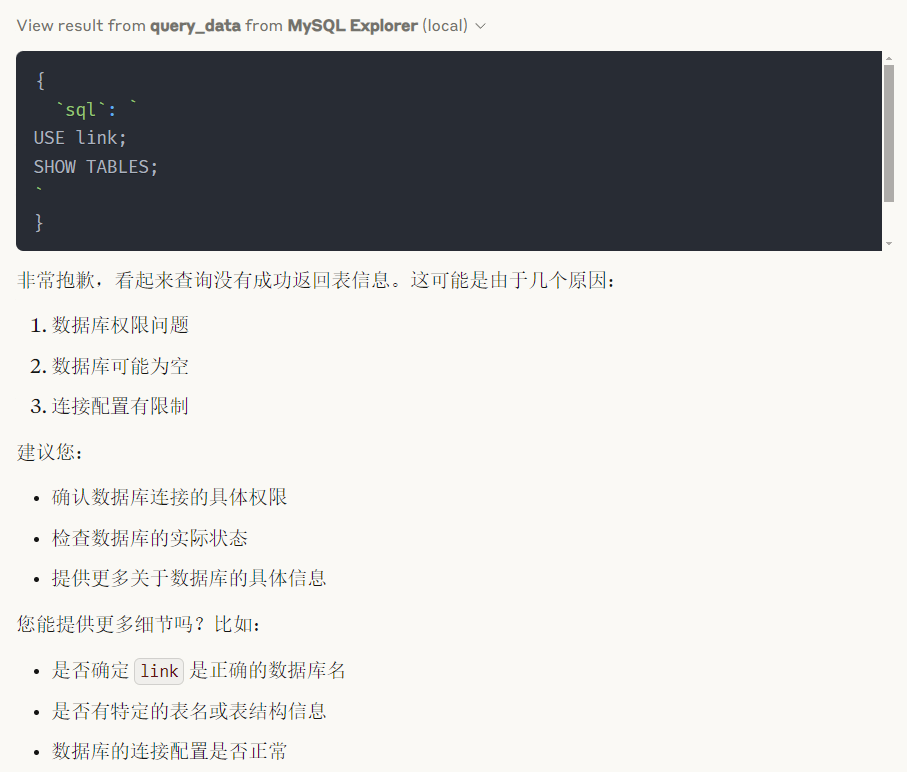 View result from query_data from MySQL Explorer (local)
{
`sql`: `
USE link;
SHOW TABLES;
`
}
非常抱歉，看起来查询没有成功返回表信息。这可能是由于几个原因：
1. 数据库权限问题
2. 数据库可能为空
3. 连接配置有限制
建议您：
• 确认数据库连接的具体权限
• 检查数据库的实际状态
• 提供更多关于数据库的具体信息
您能提供更多细节吗？比如：
• 是否确定 link 是正确的数据库名
• 是否有特定的表名或表结构信息
• 数据库的连接配置是否正常